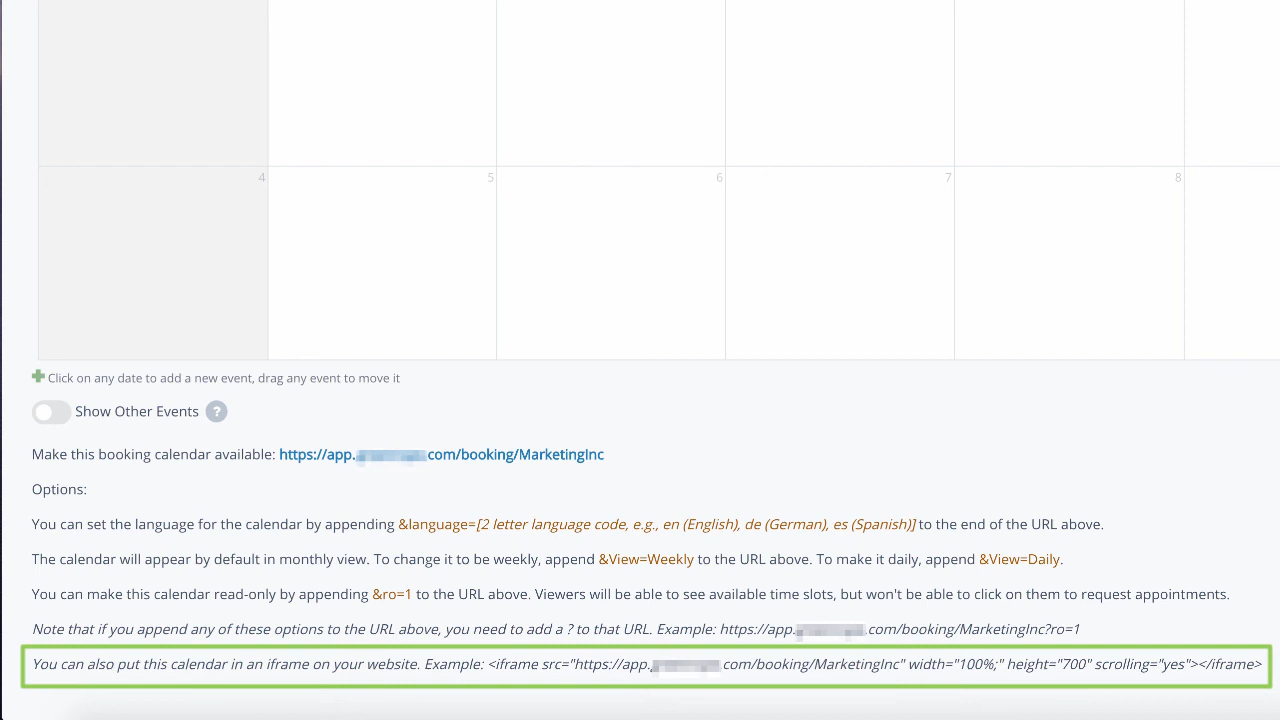 4 5 6 7 8
Click on any date to add a new event, drag any event to move it
Show Other Events ?
Make this booking calendar available: https://app. .com/booking/MarketingInc
Options:
You can set the language for the calendar by appending &language=[2 letter language code, e.g., en (English), de (German), es (Spanish)] to the end of the URL above.
The calendar will appear by default in monthly view. To change it to be weekly, append &View=Weekly to the URL above. To make it daily, append &View=Daily.
You can make this calendar read-only by appending &ro=1 to the URL above. Viewers will be able to see available time slots, but won't be able to click on them to request appointments.
Note that if you append any of these options to the URL above, you need to add a ? to that URL. Example: https://app. .com/booking/MarketingInc?ro=1
You can also put this calendar in an iframe on your website. Example: <iframe src="https://app. .com/booking/MarketingInc" width="100%;" height="700" scrolling="yes"></iframe>